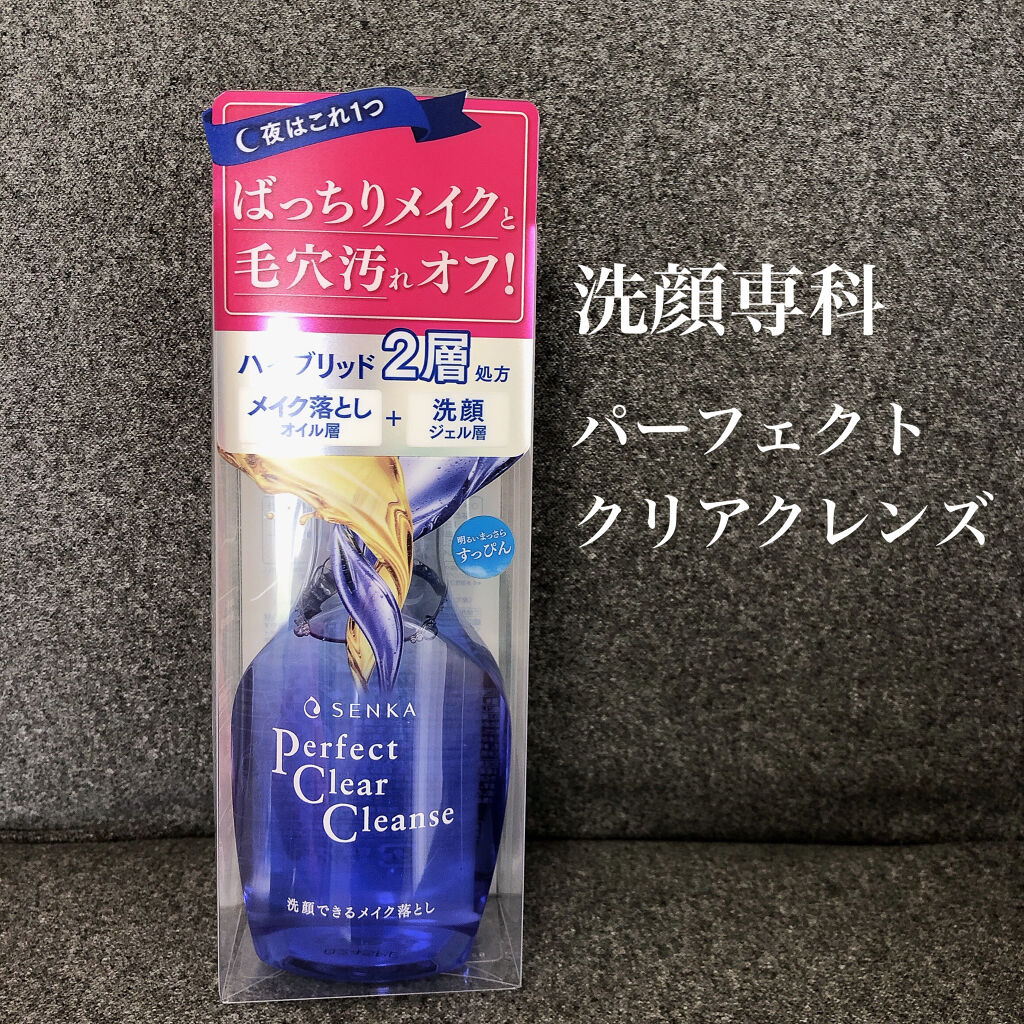 夜はこれ1つ
ばっちりメイクと
毛穴汚れオフ!
ハイブリッド2層処方
メイク落とし + 洗顔
オイル層 ジェル層
明るいまっさら
すっぴん
SENKA
Perfect
Clear
Cleanse
洗顔できるメイク落とし
洗顔専科
パーフェクト
クリアクレンズ